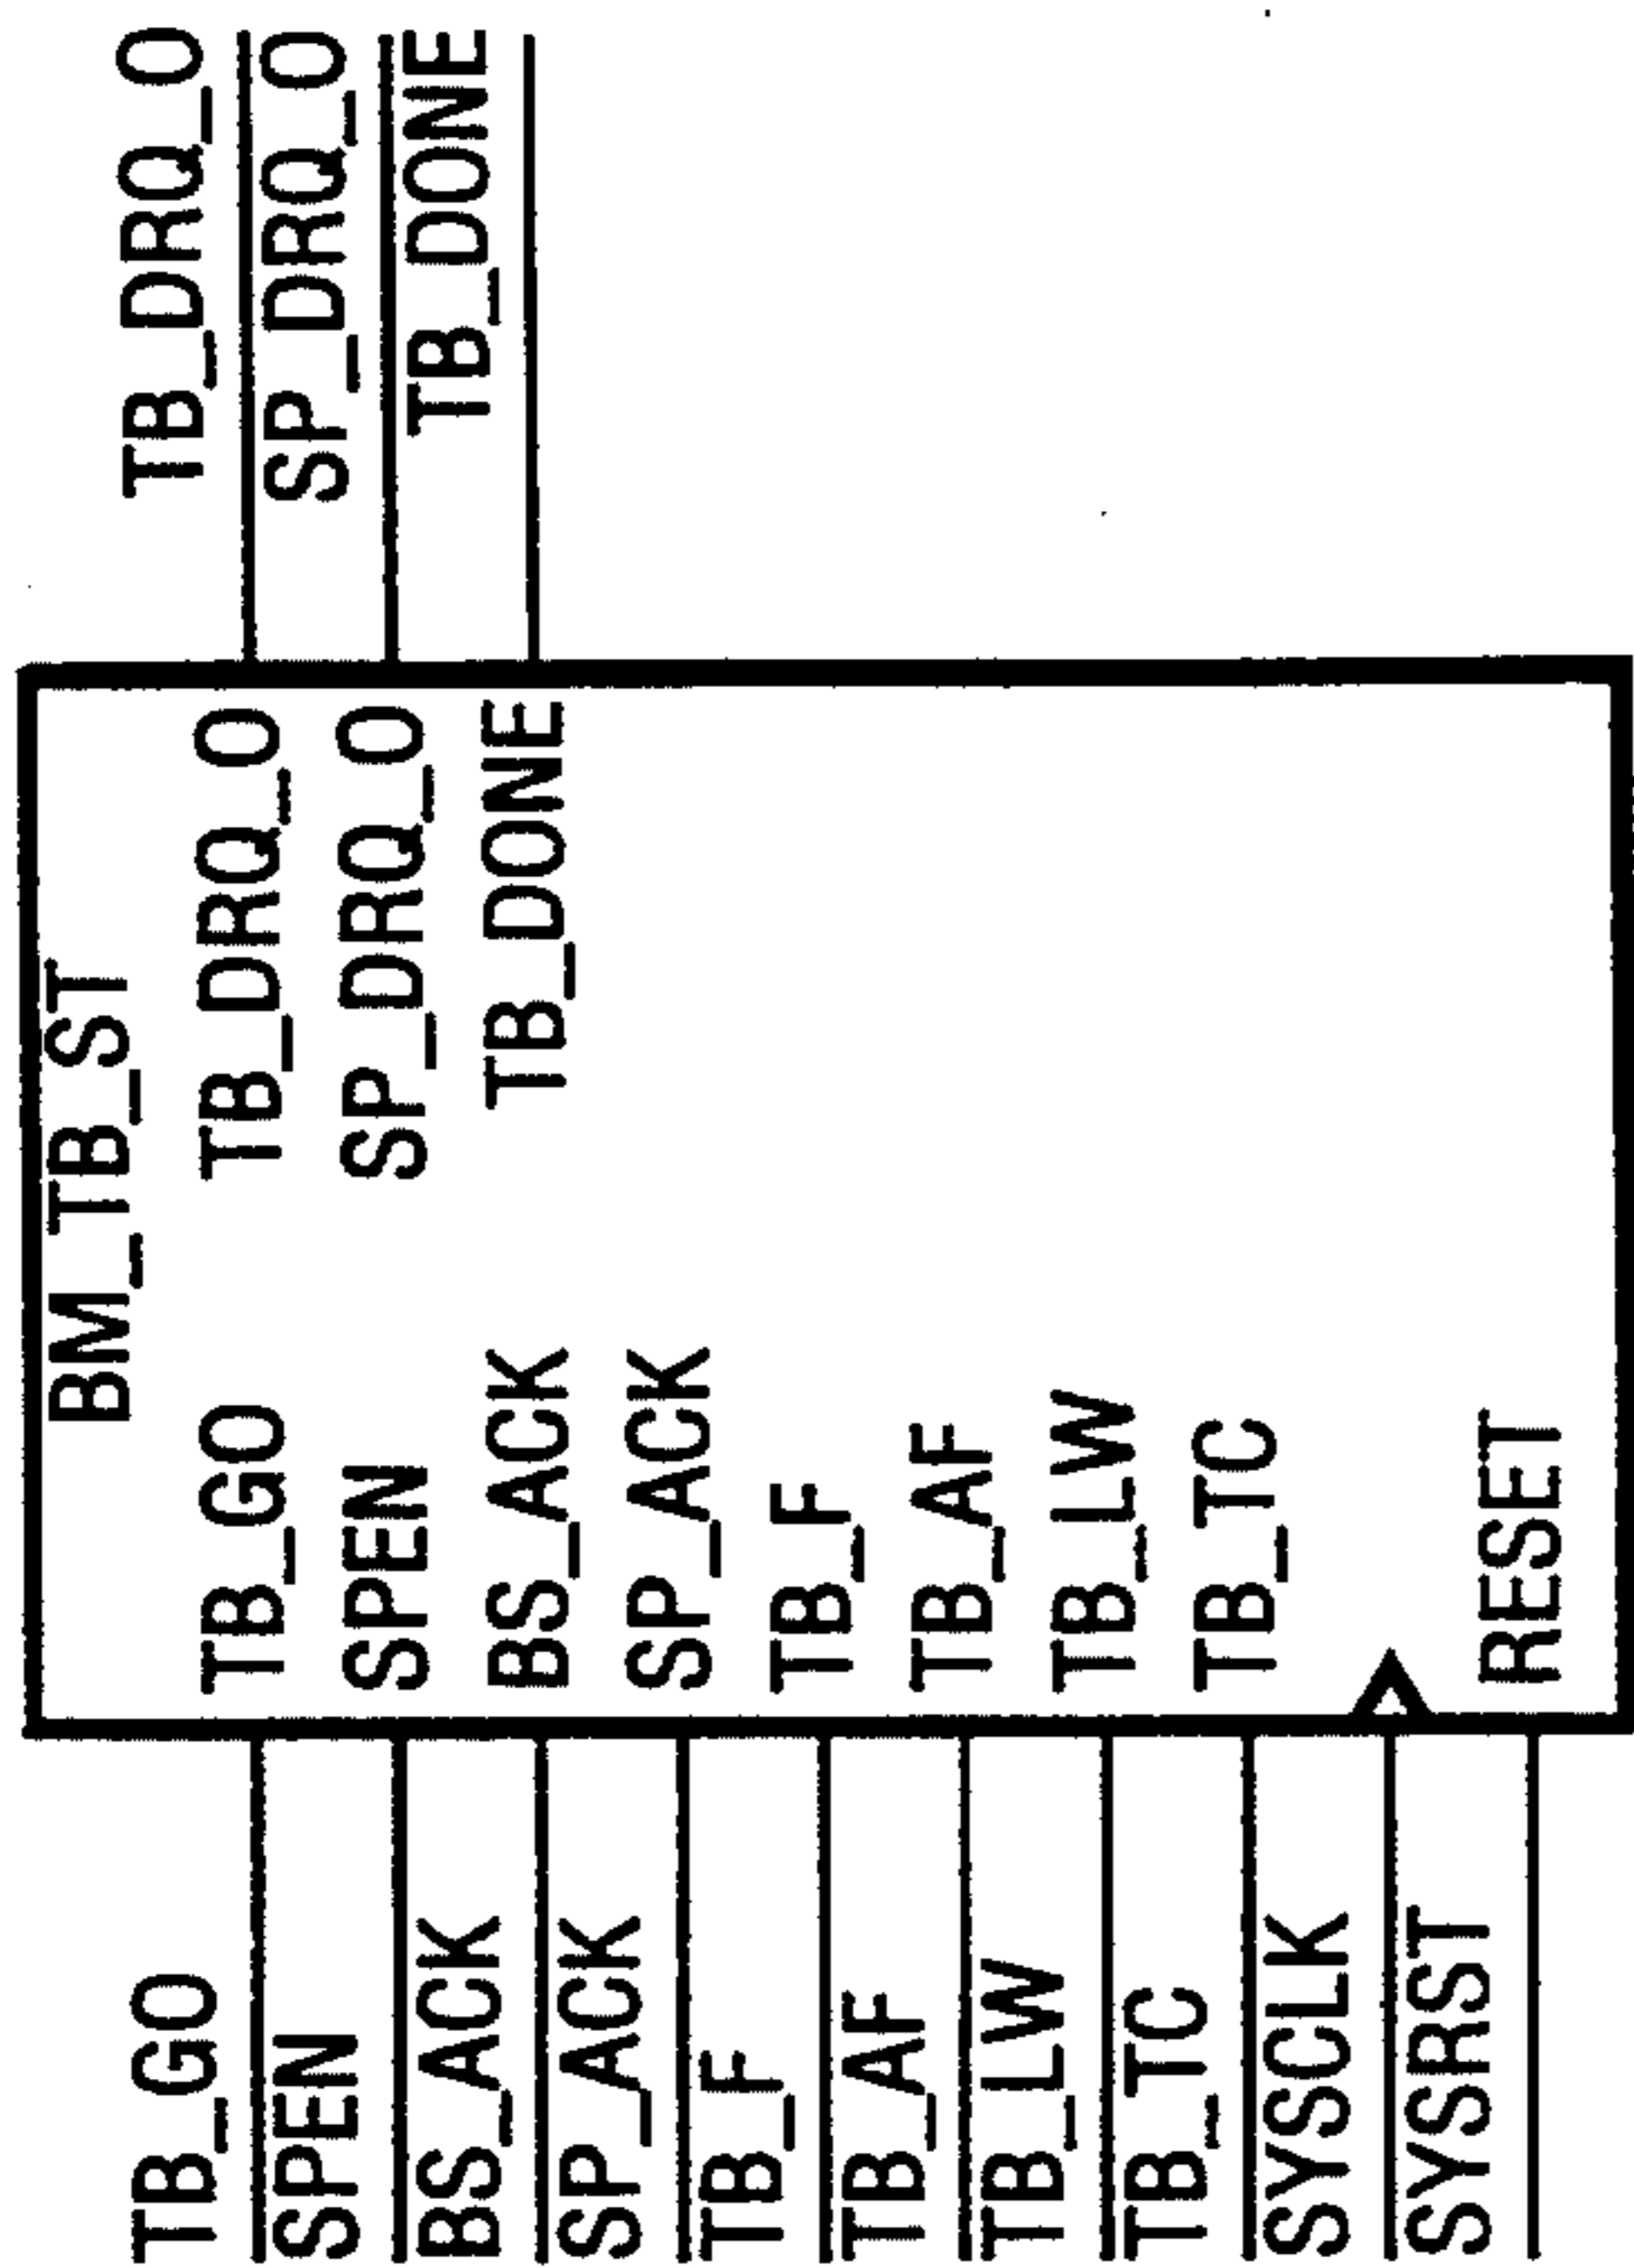 BM_TB_ST
TB_GO TB_GO TB_DRQ_O TB_DRQ_O
SPEN SPEN SP_DRQ_O SP_DRQ_O
BS_ACK BS_ACK TB_DONE TB_DONE
SP_ACK SP_ACK
TB_F TB_F
TB_AF TB_AF
TB_LW TB_LW
TB_TC TB_TC
SYSCLK
SYSRST RESET